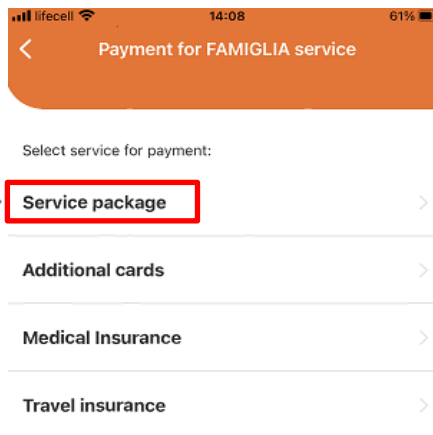 lifecell 14:08 61%
Payment for FAMIGLIA service
Select service for payment:
Service package
Additional cards
Medical Insurance
Travel insurance